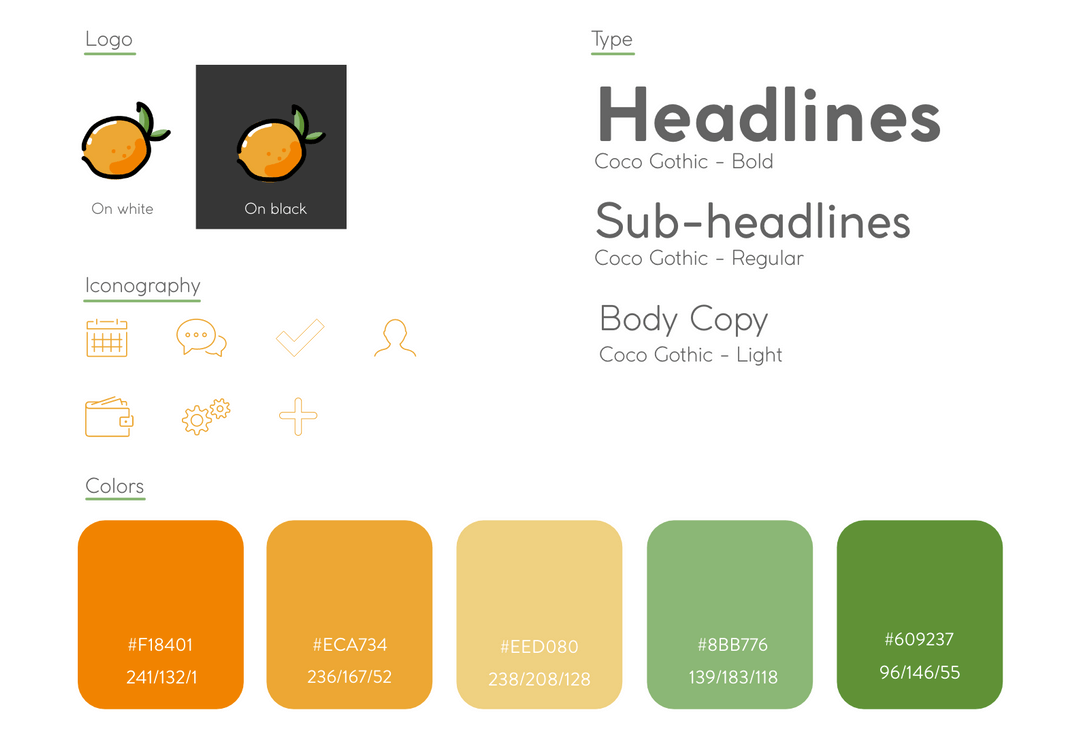 Logo
On white
On black
Iconography
Type
Headlines
Coco Gothic - Bold
Sub-headlines
Coco Gothic - Regular
Body Copy
Coco Gothic - Light
Colors
#F18401
241/132/1
#ECA734
236/167/52
#EED080
238/208/128
#8BB776
139/183/118
#609237
96/146/55